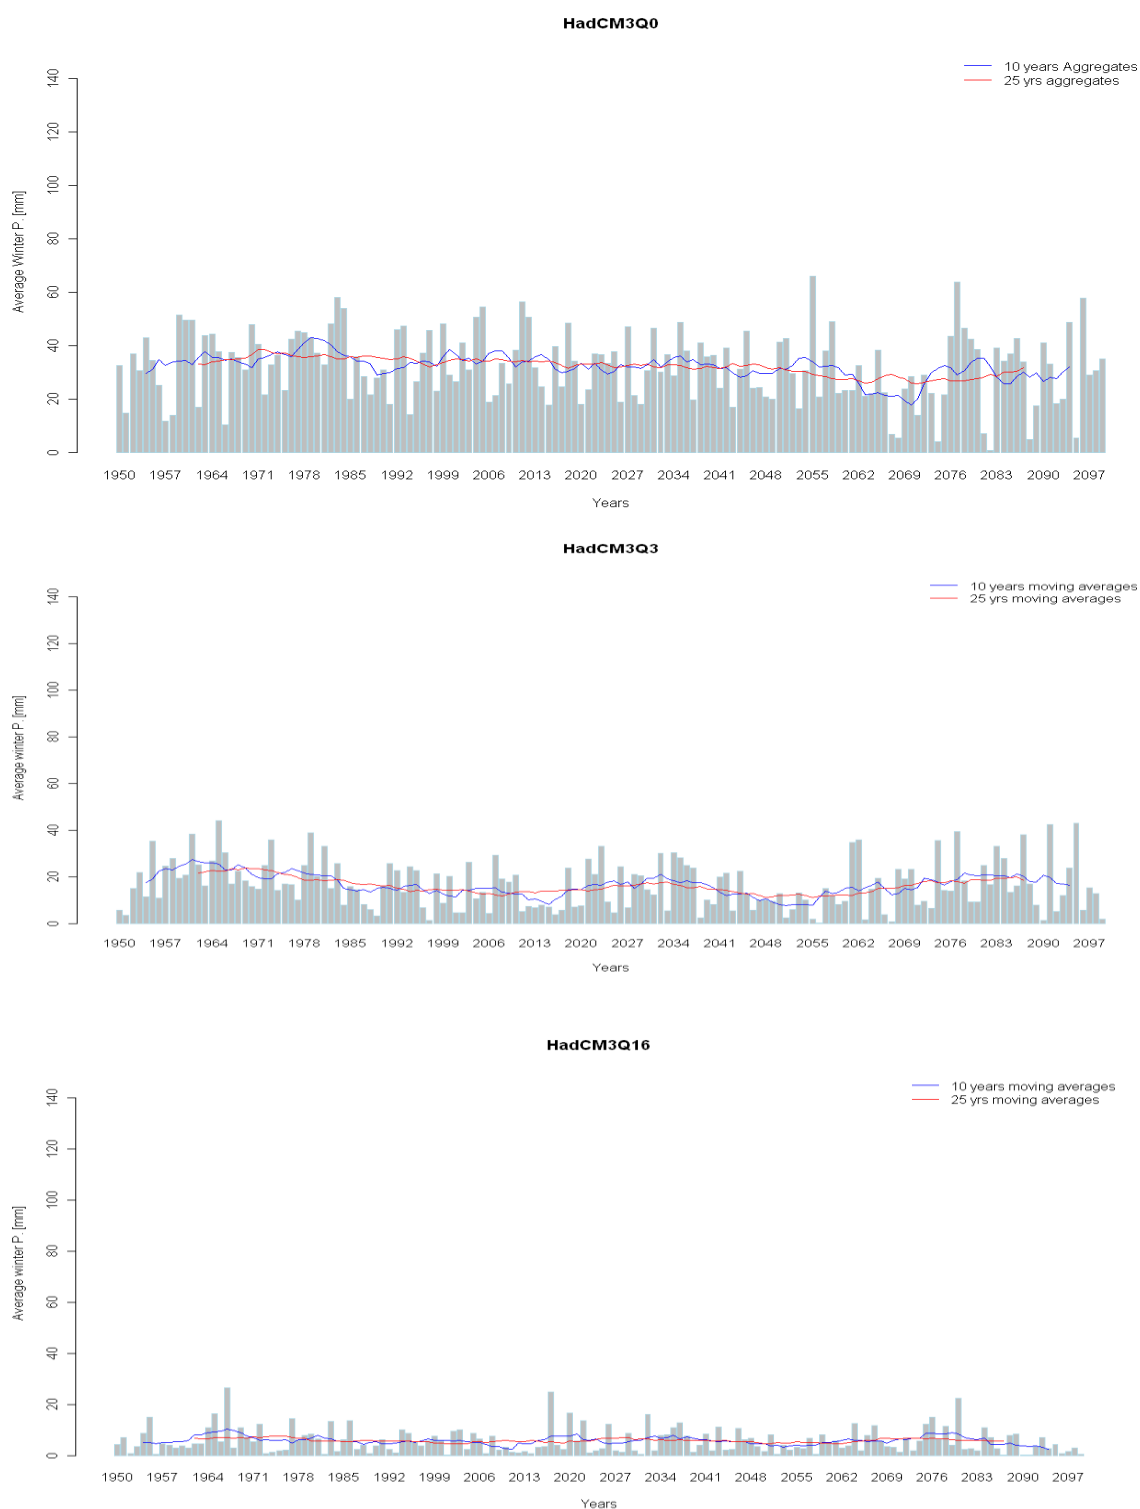 HadCM3Q0
10 years Aggregates
25 yrs aggregates
140
120
100
80
60
40
20
0
Average Winter P. [mm]
1950 1957 1964 1971 1978 1985 1992 1999 2006 2013 2020 2027 2034 2041 2048 2055 2062 2069 2076 2083 2090 2097
Years
HadCM3Q3
10 years moving averages
25 yrs moving averages
140
120
100
80
60
40
20
0
Average winter P. [mm]
1950 1957 1964 1971 1978 1985 1992 1999 2006 2013 2020 2027 2034 2041 2048 2055 2062 2069 2076 2083 2090 2097
Years
HadCM3Q16
10 years moving averages
25 yrs moving averages
140
120
100
80
60
40
20
0
Average winter P. [mm]
1950 1957 1964 1971 1978 1985 1992 1999 2006 2013 2020 2027 2034 2041 2048 2055 2062 2069 2076 2083 2090 2097
Years